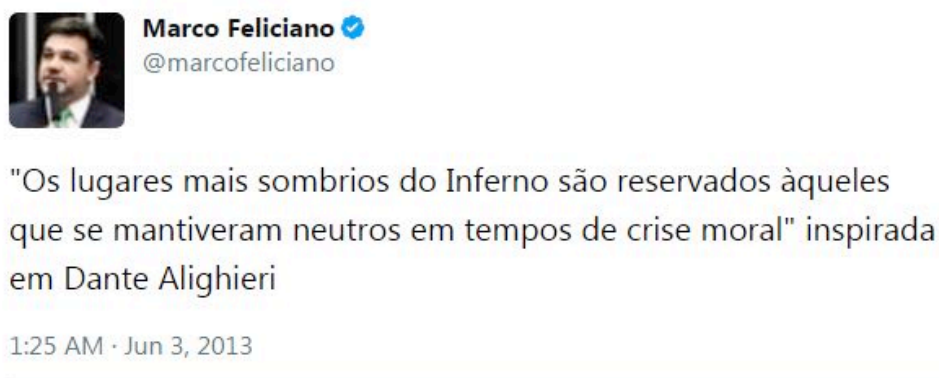 Marco Feliciano
@marcofeliciano
"Os lugares mais sombrios do Inferno são reservados àqueles
que se mantiveram neutros em tempos de crise moral" inspirada
em Dante Alighieri
1:25 AM · Jun 3, 2013